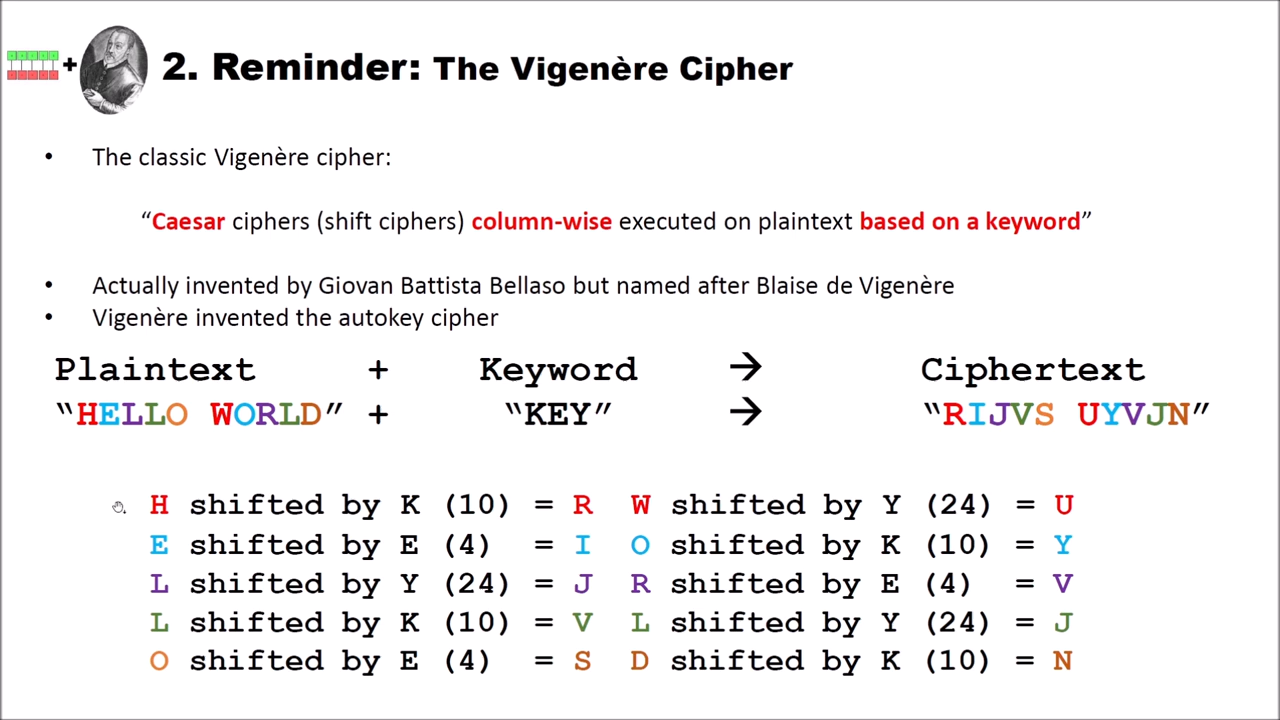 + 2. Reminder: The Vigenère Cipher
• The classic Vigenère cipher:
“Caesar ciphers (shift ciphers) column-wise executed on plaintext based on a keyword”
• Actually invented by Giovan Battista Bellaso but named after Blaise de Vigenère
• Vigenère invented the autokey cipher
Plaintext + Keyword → Ciphertext
“HELLO WORLD” + “KEY” → “RIJVS UYVJN”
H shifted by K (10) = R W shifted by Y (24) = U
E shifted by E (4) = I O shifted by K (10) = Y
L shifted by Y (24) = J R shifted by E (4) = V
L shifted by K (10) = V L shifted by Y (24) = J
O shifted by E (4) = S D shifted by K (10) = N